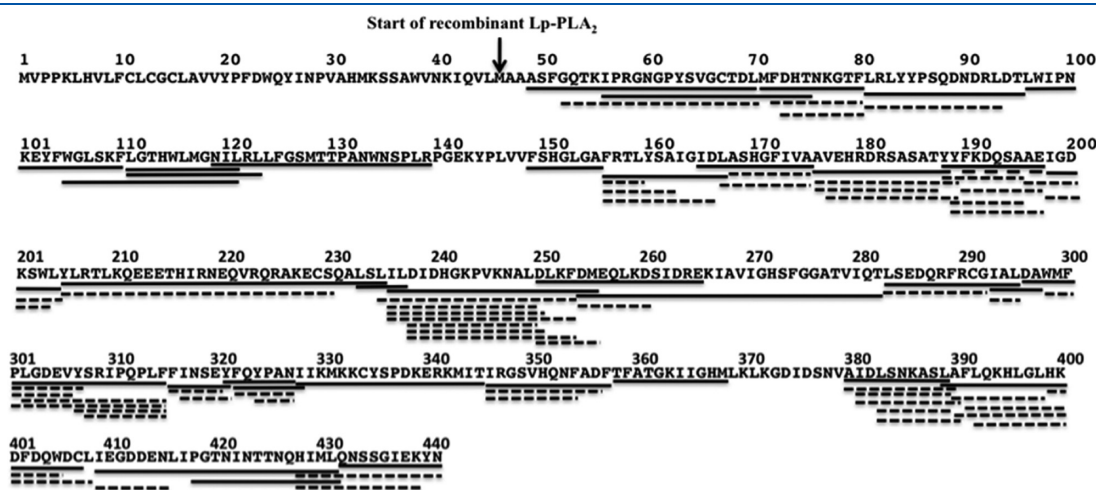 Start of recombinant Lp-PLA₂
1 10 20 30 40 50 60 70 80 90 100
MVPPKLHVLFCLCGCLAVVYPFDWQYINPVAHMKSSAWVNKIQVLMAAASFGQTKIPRGNGPYSVGCTDLMFDHTNKGTFLRLYYPSQDNDRLDTLWIPN
101 110 120 130 140 150 160 170 180 190 200
KEYFWGLSKFLGTHWLMGNILRLLFGSMTTPANWNSPLRPGEKYPLVVFSHGLGAFRTLYSAIGIDLASHGFIVAAVEHRDRSASATYYFKDQSAAEIGD
201 210 220 230 240 250 260 270 280 290 300
KSWLYLRTLKQEEETHIRNEQVRQRAKECSQALSLILDIDHGKPVKNALDLKFDMEQLKDSIDREKIAVIGHSFGGATVIQTLSEDQRFRCGIALDAWMF
301 310 320 330 340 350 360 370 380 390 400
PLGDEVYSRIPQPLFFINSEYFQYPANIIKMKKCYSPDKERKMITIRGSVHQNFADFTFATGKIIGHMLKLKGDIDSNVAIDLSNKASLAFLQKHLGLHK
401 410 420 430 440
DFDQWDCLIEGDDENLIPGTNINTTNQHIMLQNSSGIEKYN